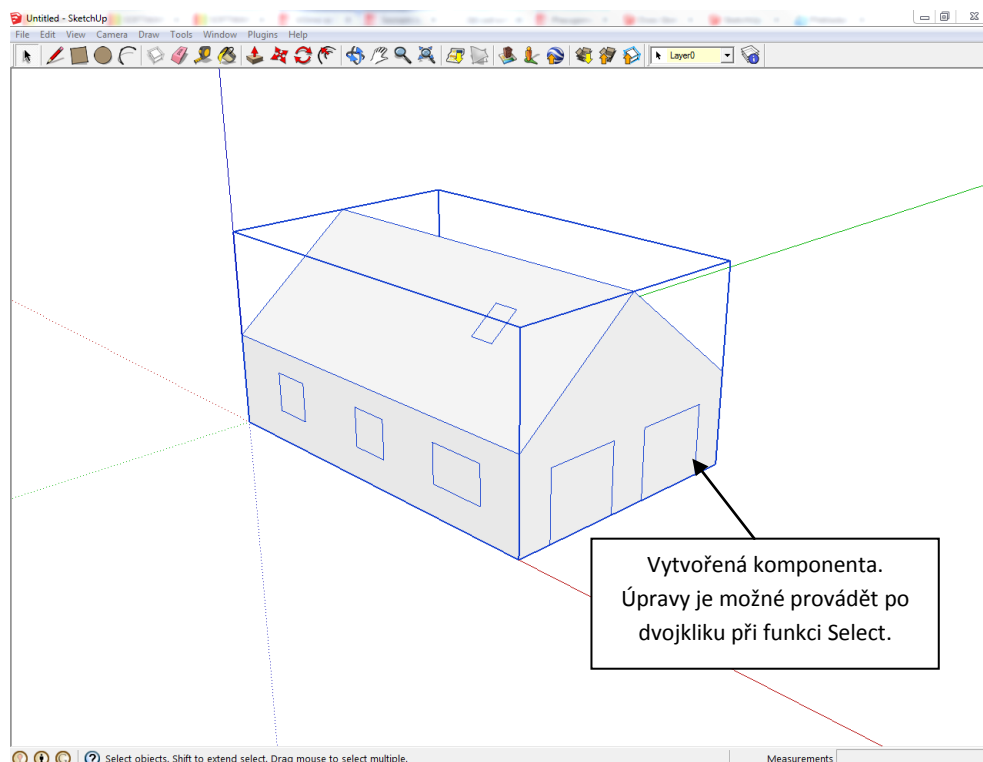 Untitled - SketchUp
File Edit View Camera Draw Tools Window Plugins Help
Layer0
Vytvořená komponenta.
Úpravy je možné provádět po
dvojkliku při funkci Select.
Select objects. Shift to extend select. Drag mouse to select multiple.
Measurements